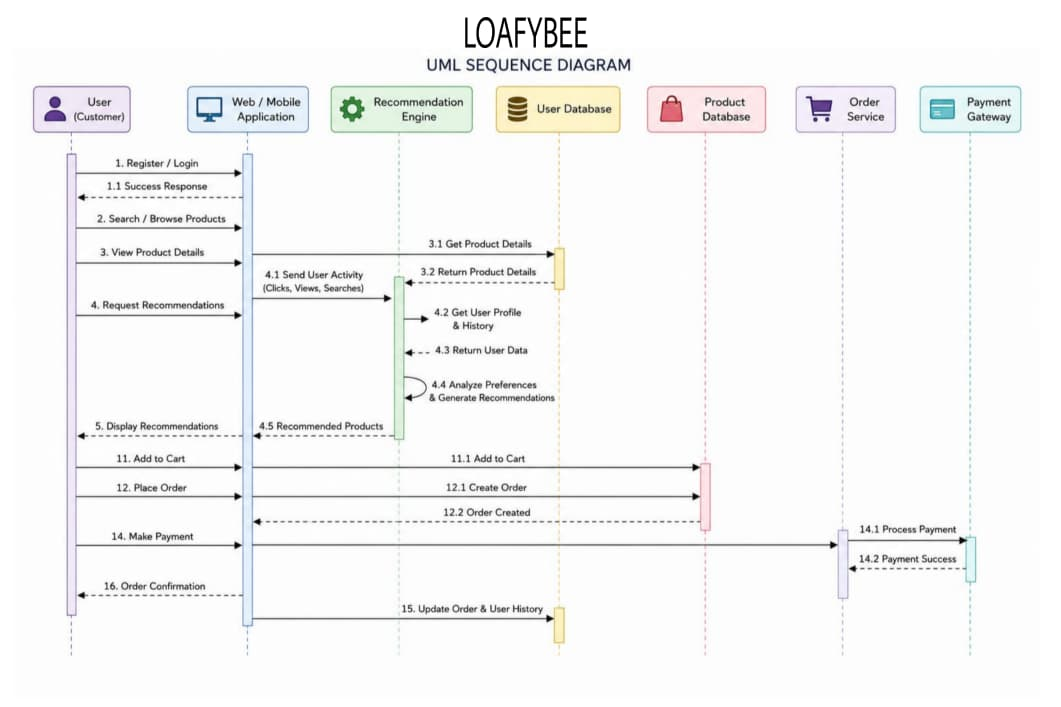 LOAFYBEE
UML SEQUENCE DIAGRAM
User
(Customer)
Web / Mobile
Application
Recommendation
Engine
User Database
Product
Database
Order
Service
Payment
Gateway
1. Register / Login
1.1 Success Response
2. Search / Browse Products
3. View Product Details
3.1 Get Product Details
3.2 Return Product Details
4.1 Send User Activity
(Clicks, Views, Searches)
4. Request Recommendations
4.2 Get User Profile
& History
4.3 Return User Data
4.4 Analyze Preferences
& Generate Recommendations
5. Display Recommendations
4.5 Recommended Products
11. Add to Cart
11.1 Add to Cart
12. Place Order
12.1 Create Order
12.2 Order Created
14. Make Payment
14.1 Process Payment
14.2 Payment Success
16. Order Confirmation
15. Update Order & User History